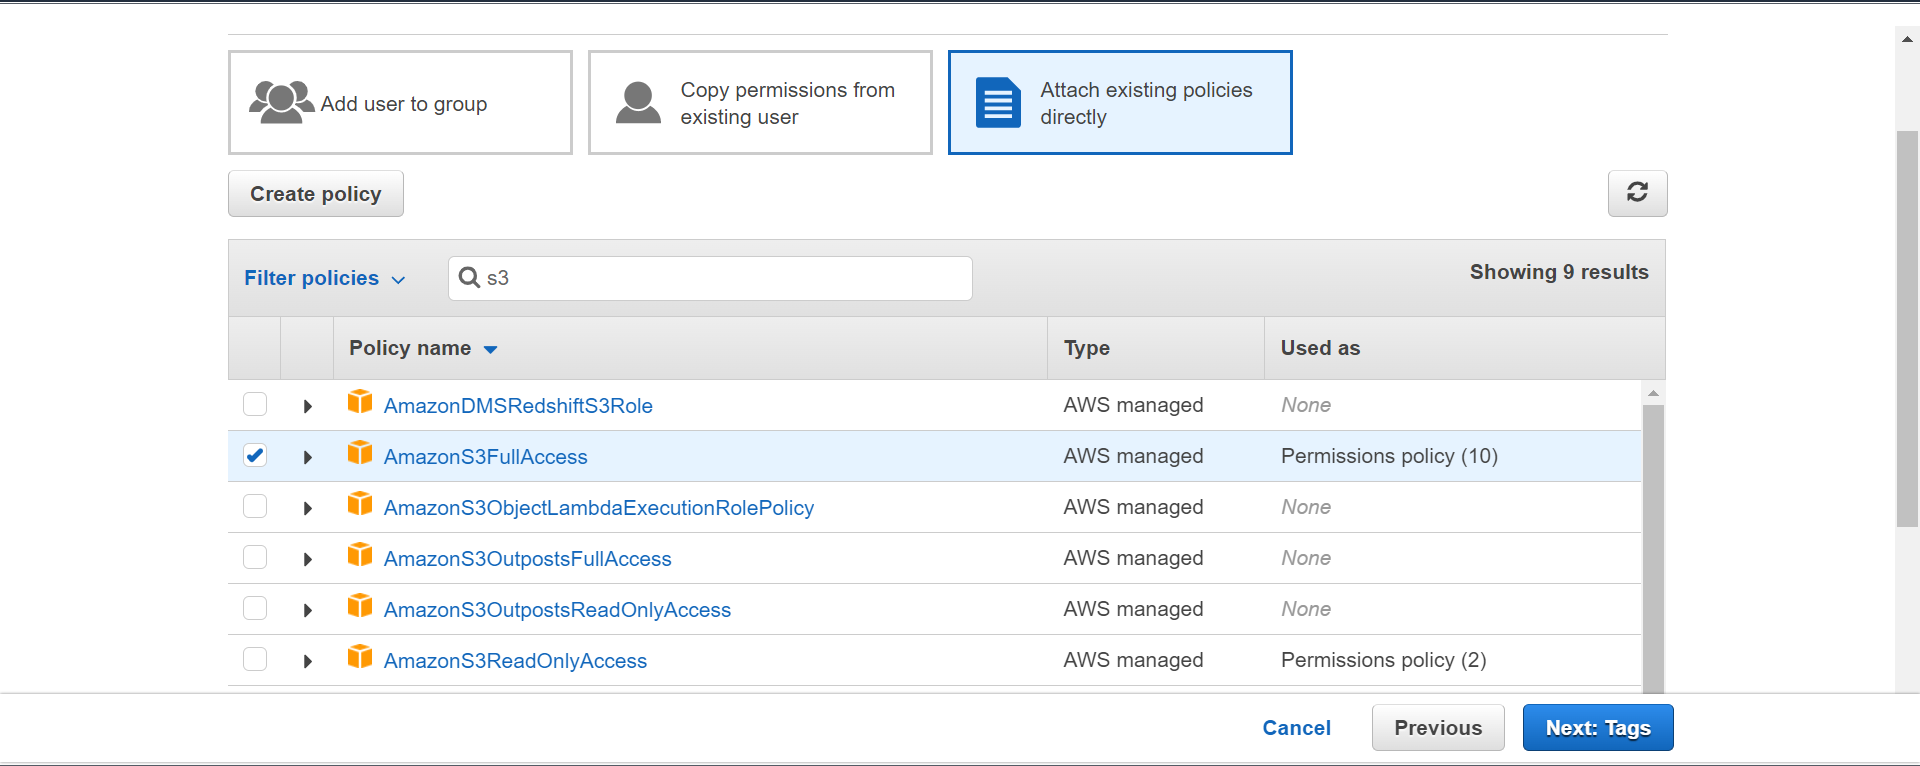 Add user to group
Copy permissions from
existing user
Attach existing policies
directly
Create policy
Filter policies
s3
Showing 9 results
Policy name Type Used as
AmazonDMSRedshiftS3Role AWS managed None
AmazonS3FullAccess AWS managed Permissions policy (10)
AmazonS3ObjectLambdaExecutionRolePolicy AWS managed None
AmazonS3OutpostsFullAccess AWS managed None
AmazonS3OutpostsReadOnlyAccess AWS managed None
AmazonS3ReadOnlyAccess AWS managed Permissions policy (2)
Cancel Previous Next: Tags